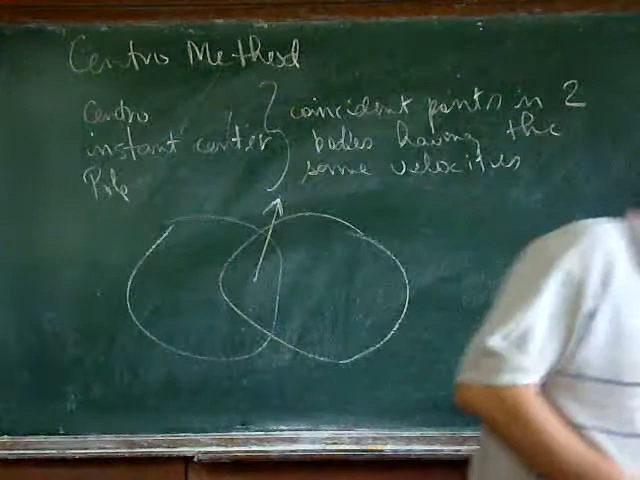 Centro Method
Centro
instant center
Pole
} coincident points in 2
bodies having the
same velocities